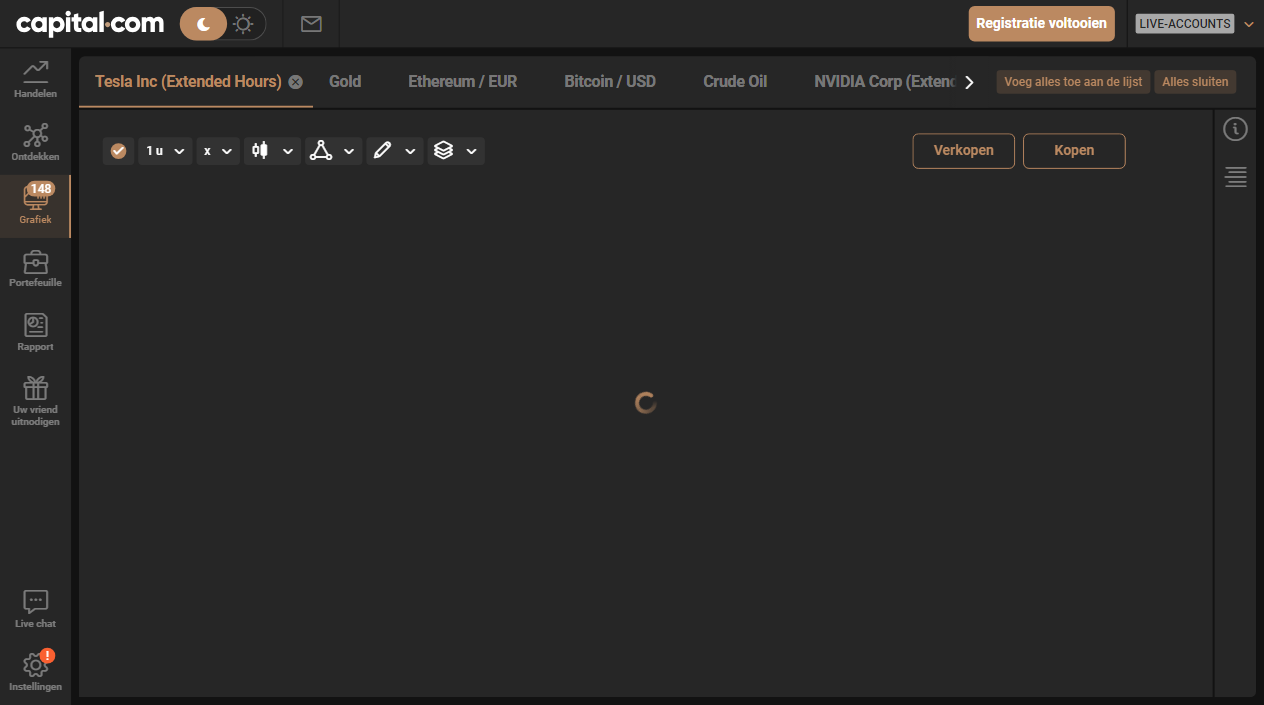 capital.com
Registratie voltooien
LIVE-ACCOUNTS
Handelen
Ontdekken
148
Grafiek
Portefeuille
Rapport
Uw vriend
uitnodigen
Live chat
!
Instellingen
Tesla Inc (Extended Hours)
Gold
Ethereum / EUR
Bitcoin / USD
Crude Oil
NVIDIA Corp (Extenc
Voeg alles toe aan de lijst
Alles sluiten
1 u
x
Verkopen
Kopen